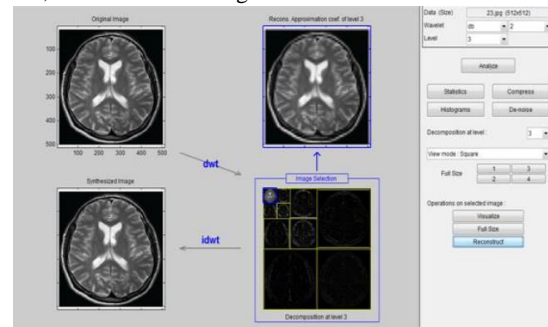 Original Image
Recons. Approximation coef. of level 3
100
200
300
400
500
100 200 300 400 500
dwt
Synthesized Image
Image Selection
idwt
Decomposition at level 3
Data (Size) 23.jpg (512x512)
Wavelet db 2
Level 3
Analyze
Statistics Compress
Histograms De-noise
Decomposition at level : 3
View mode : Square
Full Size 1 3
2 4
Operations on selected image :
Visualize
Full Size
Reconstruct